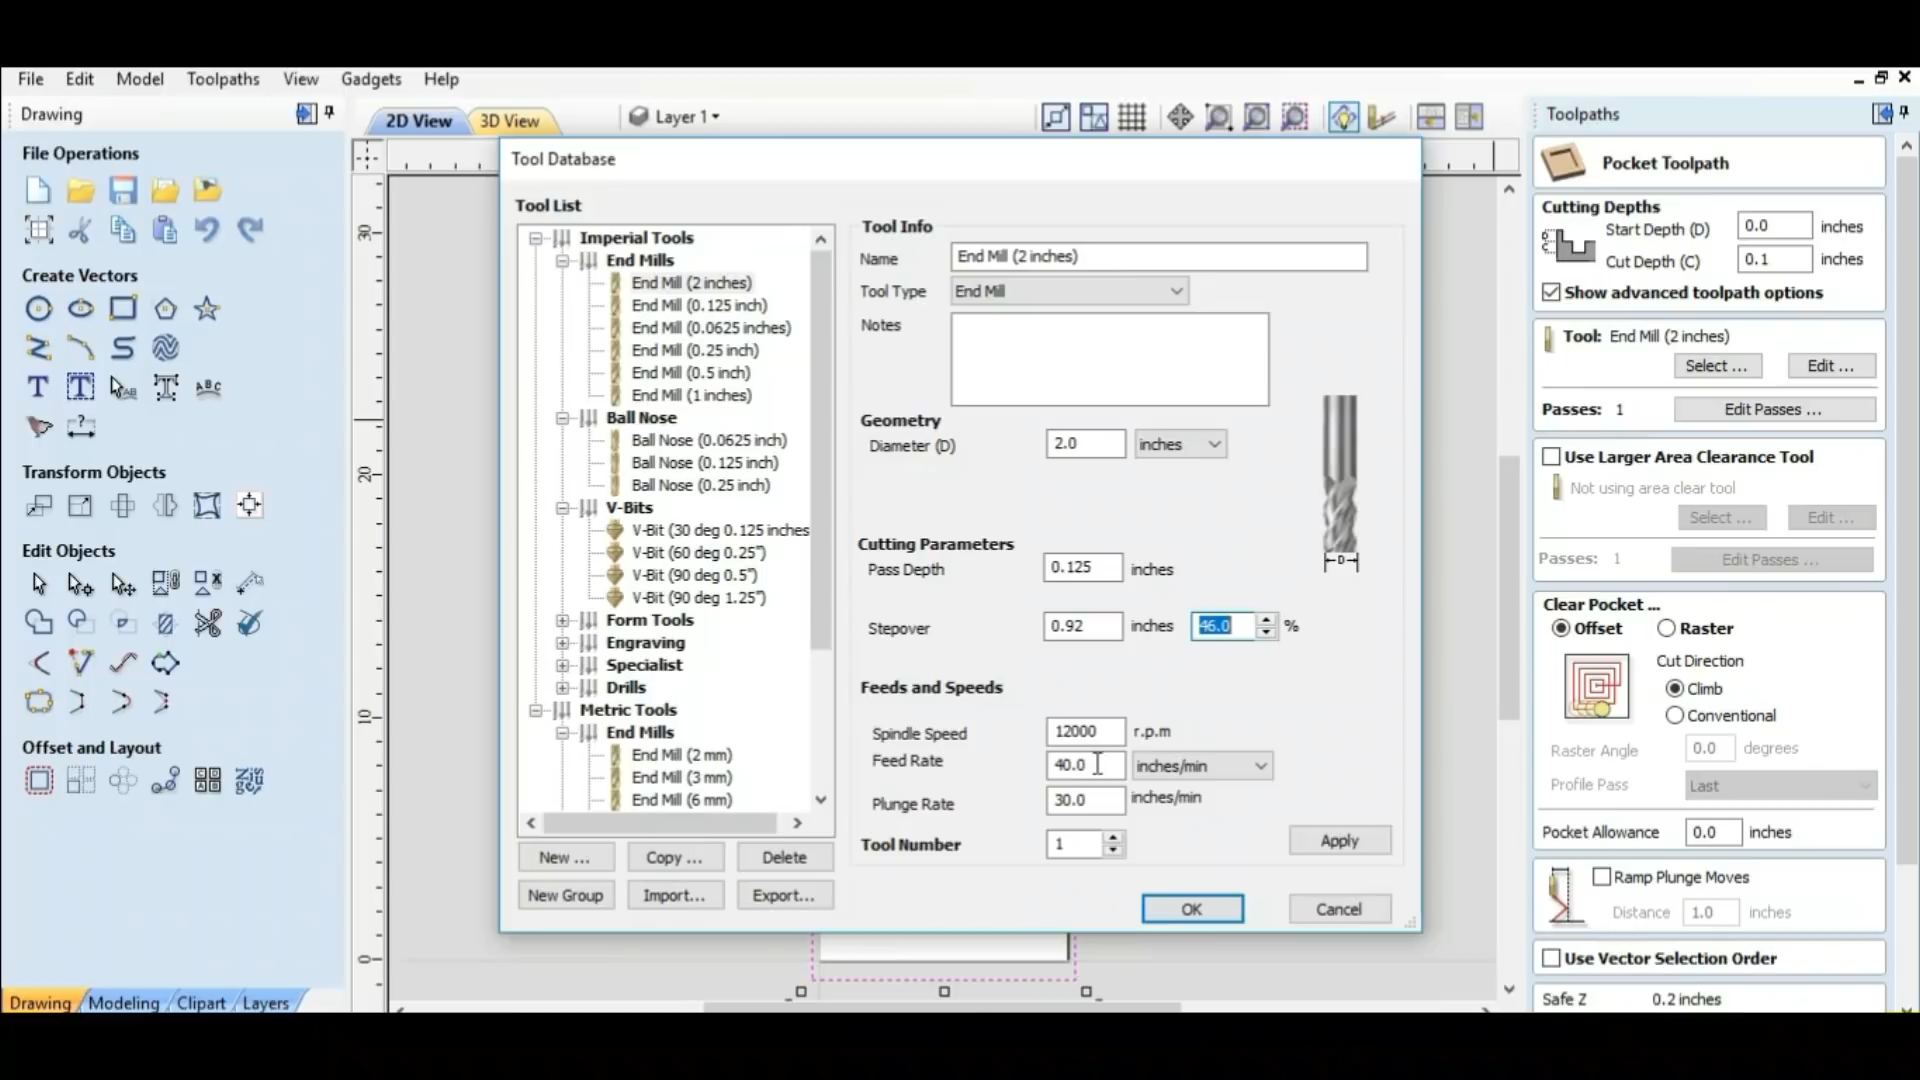 File Edit Model Toolpaths View Gadgets Help
Drawing
File Operations
Create Vectors
Transform Objects
Edit Objects
Offset and Layout
Drawing Modeling Clipart Layers
2D View 3D View
Layer 1
30
20
10
0
Tool Database
Tool List
Imperial Tools
End Mills
End Mill (2 inches)
End Mill (0.125 inch)
End Mill (0.0625 inches)
End Mill (0.25 inch)
End Mill (0.5 inch)
End Mill (1 inches)
Ball Nose
Ball Nose (0.0625 inch)
Ball Nose (0.125 inch)
Ball Nose (0.25 inch)
V-Bits
V-Bit (30 deg 0.125 inches
V-Bit (60 deg 0.25")
V-Bit (90 deg 0.5")
V-Bit (90 deg 1.25")
Form Tools
Engraving
Specialist
Drills
Metric Tools
End Mills
End Mill (2 mm)
End Mill (3 mm)
End Mill (6 mm)
New ... Copy ... Delete
New Group Import... Export...
Tool Info
Name End Mill (2 inches)
Tool Type End Mill
Notes
Geometry
Diameter (D) 2.0 inches
D
Cutting Parameters
Pass Depth 0.125 inches
Stepover 0.92 inches 46.0 %
Feeds and Speeds
Spindle Speed 12000 r.p.m
Feed Rate 40.0 inches/min
Plunge Rate 30.0 inches/min
Tool Number 1
Apply
OK Cancel
Toolpaths
Pocket Toolpath
Cutting Depths
Start Depth (D) 0.0 inches
Cut Depth (C) 0.1 inches
Show advanced toolpath options
Tool: End Mill (2 inches)
Select ... Edit ...
Passes: 1 Edit Passes ...
Use Larger Area Clearance Tool
Not using area clear tool
Select ... Edit ...
Passes: 1 Edit Passes ...
Clear Pocket ...
Offset Raster
Cut Direction
Climb
Conventional
Raster Angle 0.0 degrees
Profile Pass Last
Pocket Allowance 0.0 inches
Ramp Plunge Moves
Distance 1.0 inches
Use Vector Selection Order
Safe Z 0.2 inches